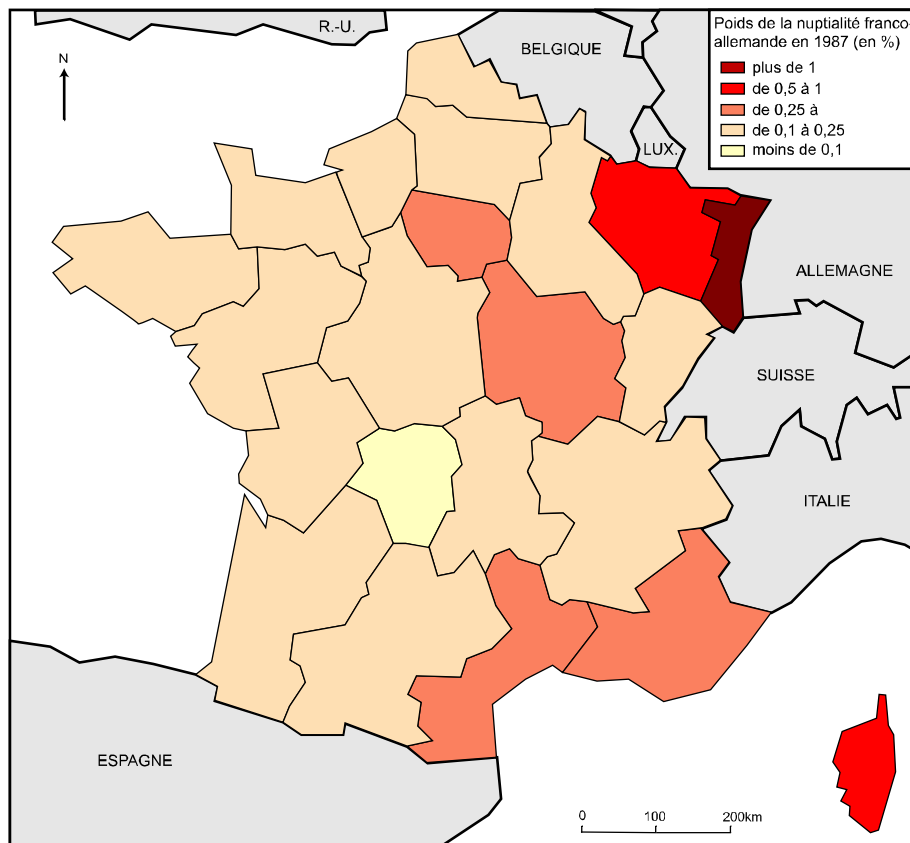 R.-U.
BELGIQUE
Poids de la nuptialité franco-
allemande en 1987 (en %)
plus de 1
de 0,5 à 1
de 0,25 à
de 0,1 à 0,25
moins de 0,1
N
LUX.
ALLEMAGNE
SUISSE
ITALIE
ESPAGNE
0 100 200km